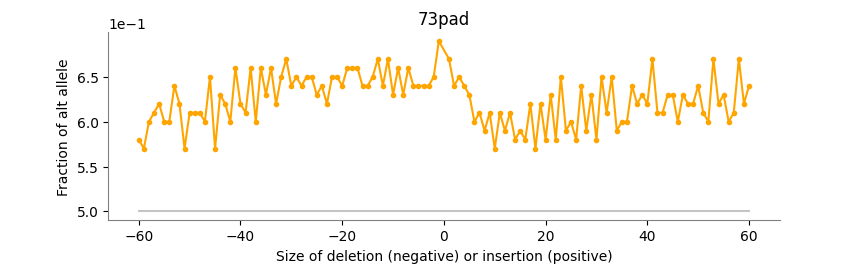 73pad
1e−1
Fraction of alt allele
6.5
6.0
5.5
5.0
−60 −40 −20 0 20 40 60
Size of deletion (negative) or insertion (positive)